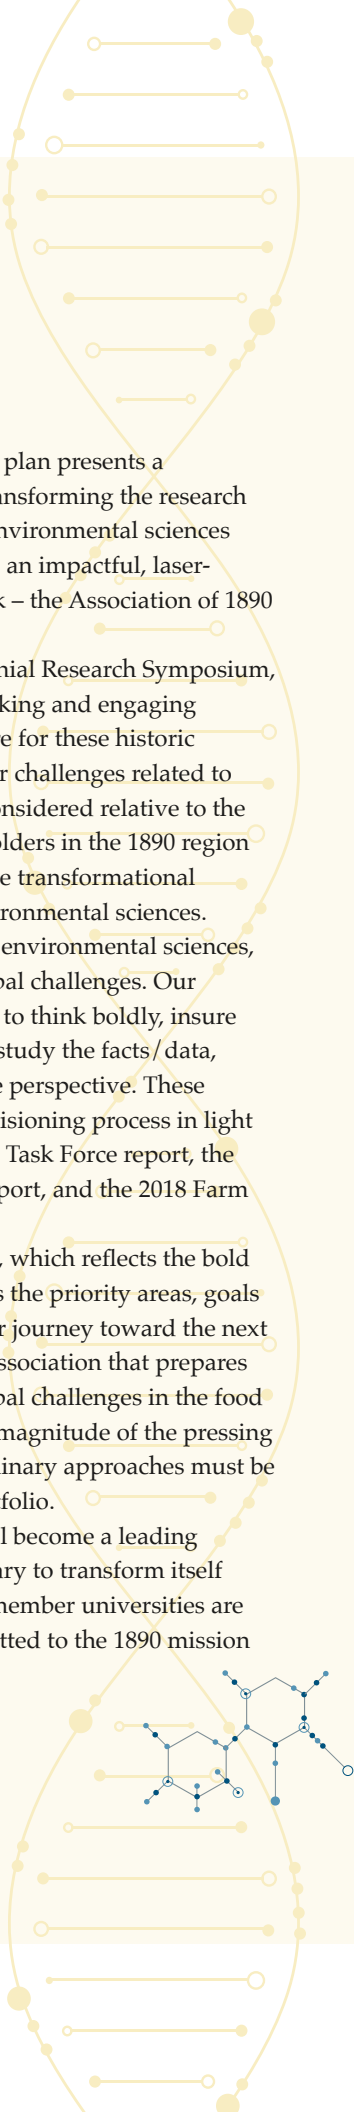 plan presents a
ansforming the research
nvironmental sciences
an impactful, laser-
k – the Association of 1890
nial Research Symposium,
king and engaging
e for these historic
r challenges related to
onsidered relative to the
olders in the 1890 region
e transformational
ironmental sciences.
environmental sciences,
bal challenges. Our
to think boldly, insure
study the facts/data,
e perspective. These
isioning process in light
Task Force report, the
port, and the 2018 Farm
, which reflects the bold
s the priority areas, goals
r journey toward the next
ssociation that prepares
bal challenges in the food
magnitude of the pressing
linary approaches must be
folio.
l become a leading
ary to transform itself
member universities are
tted to the 1890 mission